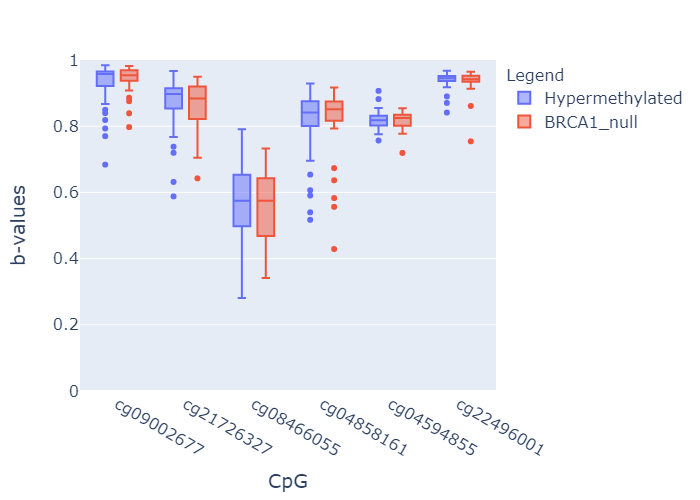 1
0.8
0.6
0.4
0.2
0
b-values
cg09002677
cg21726327
cg08466055
cg04858161
cg04594855
cg22496001
CpG
Legend
Hypermethylated
BRCA1_null